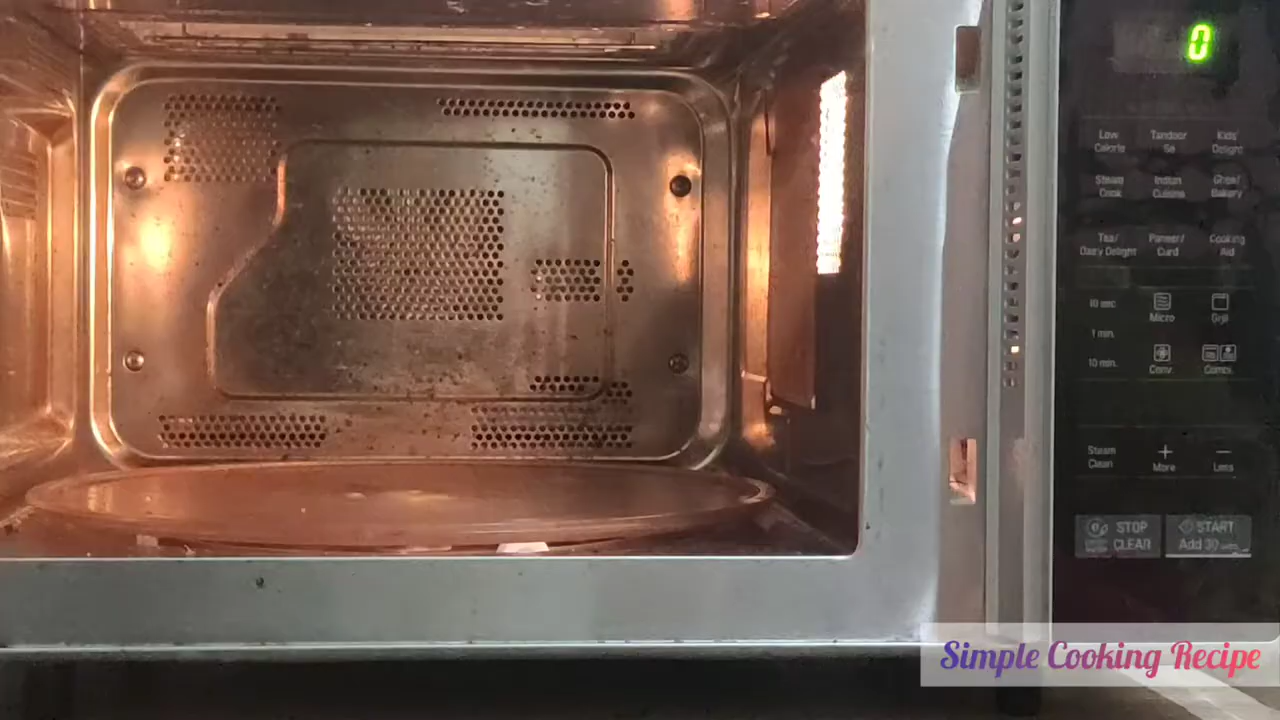 0
Low Calorie
Tandoor Se
Kids' Delight
Steam Cook
Indian Cuisine
Ghee/ Bakery
Tea/ Dairy Delight
Paneer/ Curd
Cooking Aid
10 sec.
Micro
Grill
1 min.
10 min.
Conv.
Combi.
Steam Clean
+ More
− Less
STOP CLEAR
START Add 30
Simple Cooking Recipe